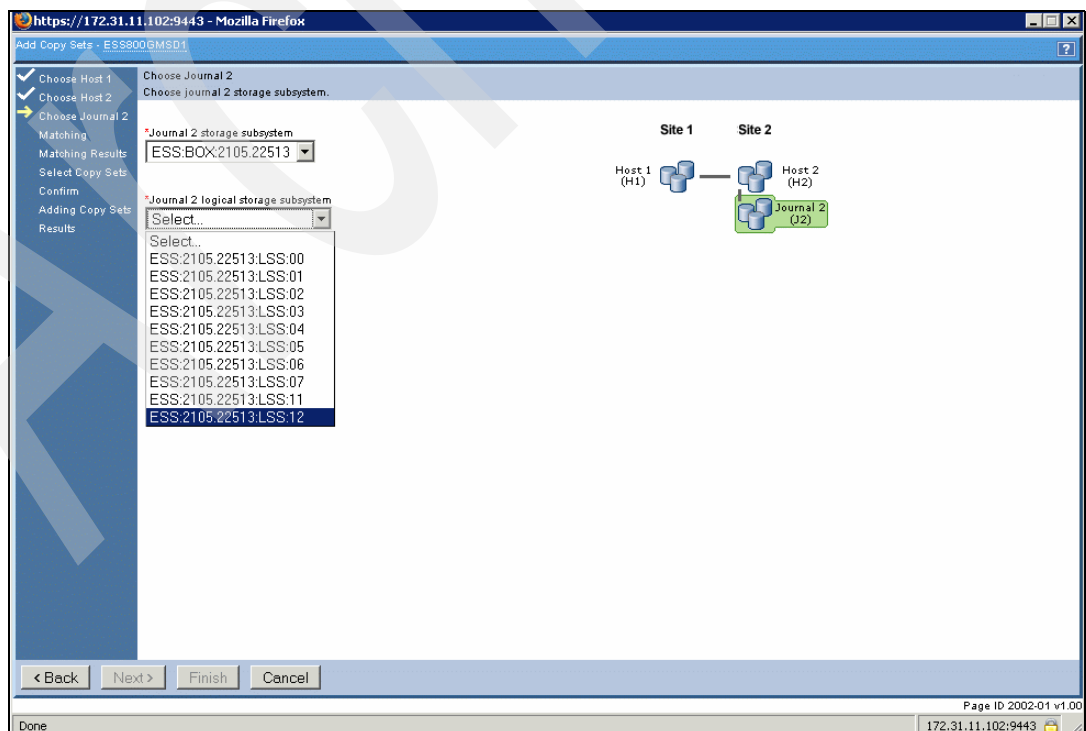 https://172.31.11.102:9443 - Mozilla Firefox
Add Copy Sets - ESS800GMSD1
?
Choose Host 1
Choose Host 2
Choose Journal 2
Matching
Matching Results
Select Copy Sets
Confirm
Adding Copy Sets
Results
Choose Journal 2
Choose journal 2 storage subsystem.
*Journal 2 storage subsystem
ESS:BOX:2105.22513
*Journal 2 logical storage subsystem
Select...
Select...
ESS:2105.22513:LSS:00
ESS:2105.22513:LSS:01
ESS:2105.22513:LSS:02
ESS:2105.22513:LSS:03
ESS:2105.22513:LSS:04
ESS:2105.22513:LSS:05
ESS:2105.22513:LSS:06
ESS:2105.22513:LSS:07
ESS:2105.22513:LSS:11
ESS:2105.22513:LSS:12
Site 1 Site 2
Host 1
(H1)
Host 2
(H2)
Journal 2
(J2)
< Back Next > Finish Cancel
Page ID 2002-01 v1.00
Done 172.31.11.102:9443